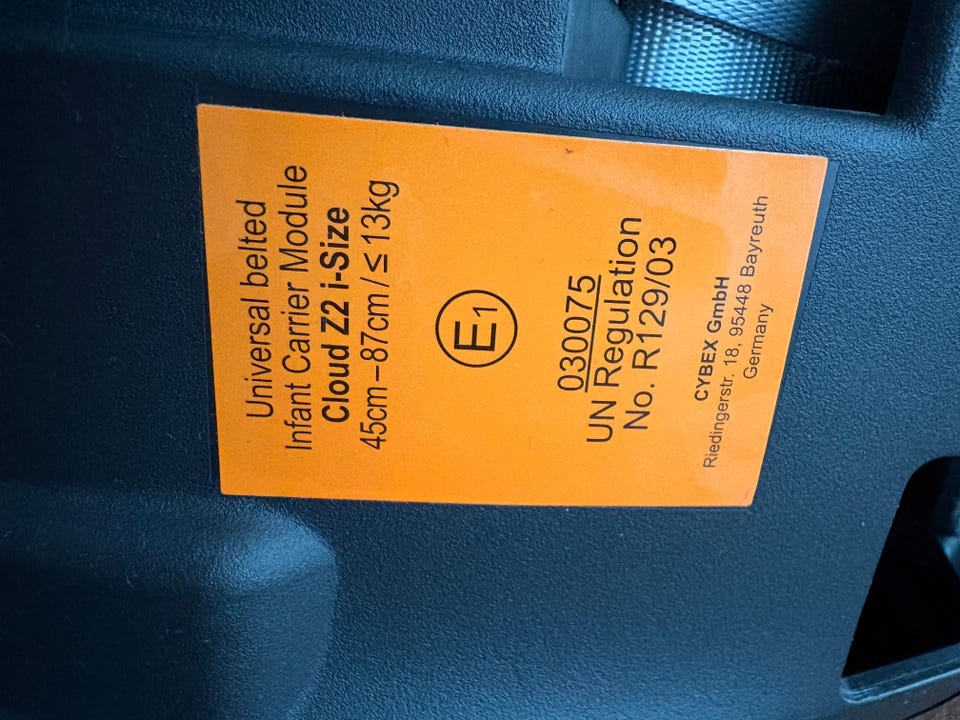 Universal belted
Infant Carrier Module
Cloud Z2 i-Size
45cm–87cm/≤13kg
E1
030075
UN Regulation
No. R129/03
CYBEX GmbH
Riedingerstr. 18, 95448 Bayreuth
Germany